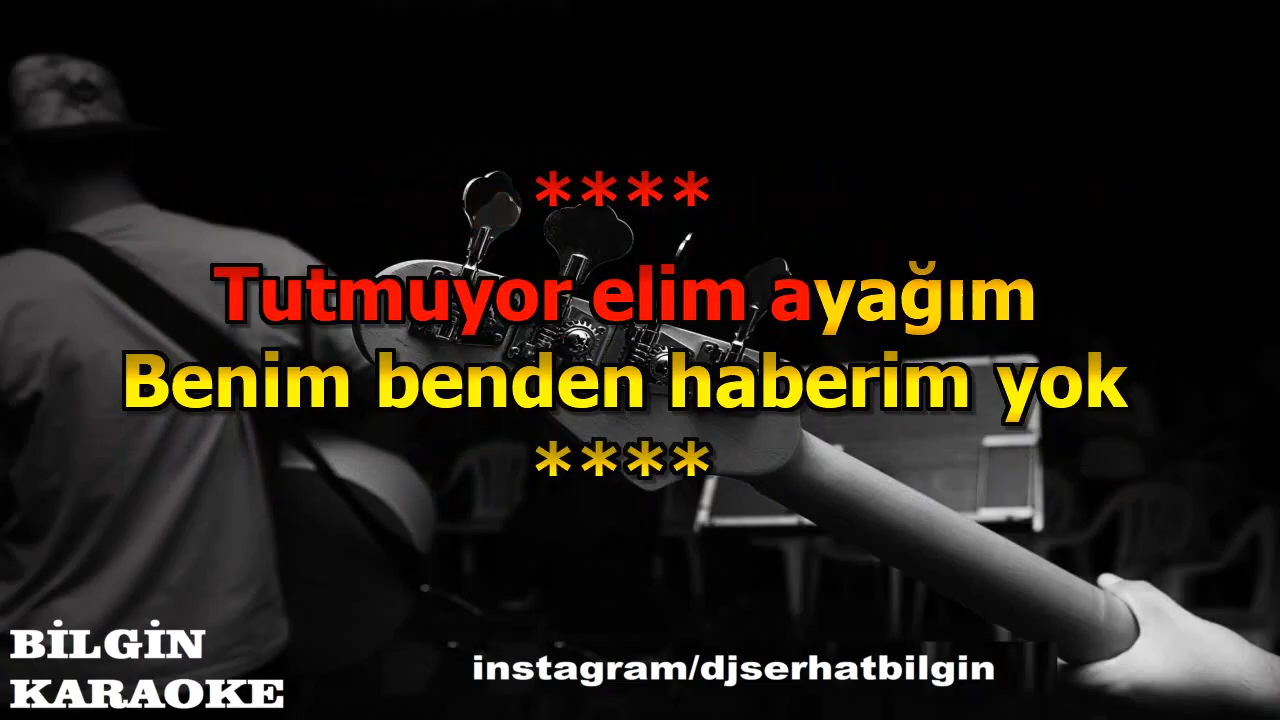 ****
Tutmuyor elim ayağım
Benim benden haberim yok
****
BİLGİN
KARAOKE
instagram/djserhatbilgin